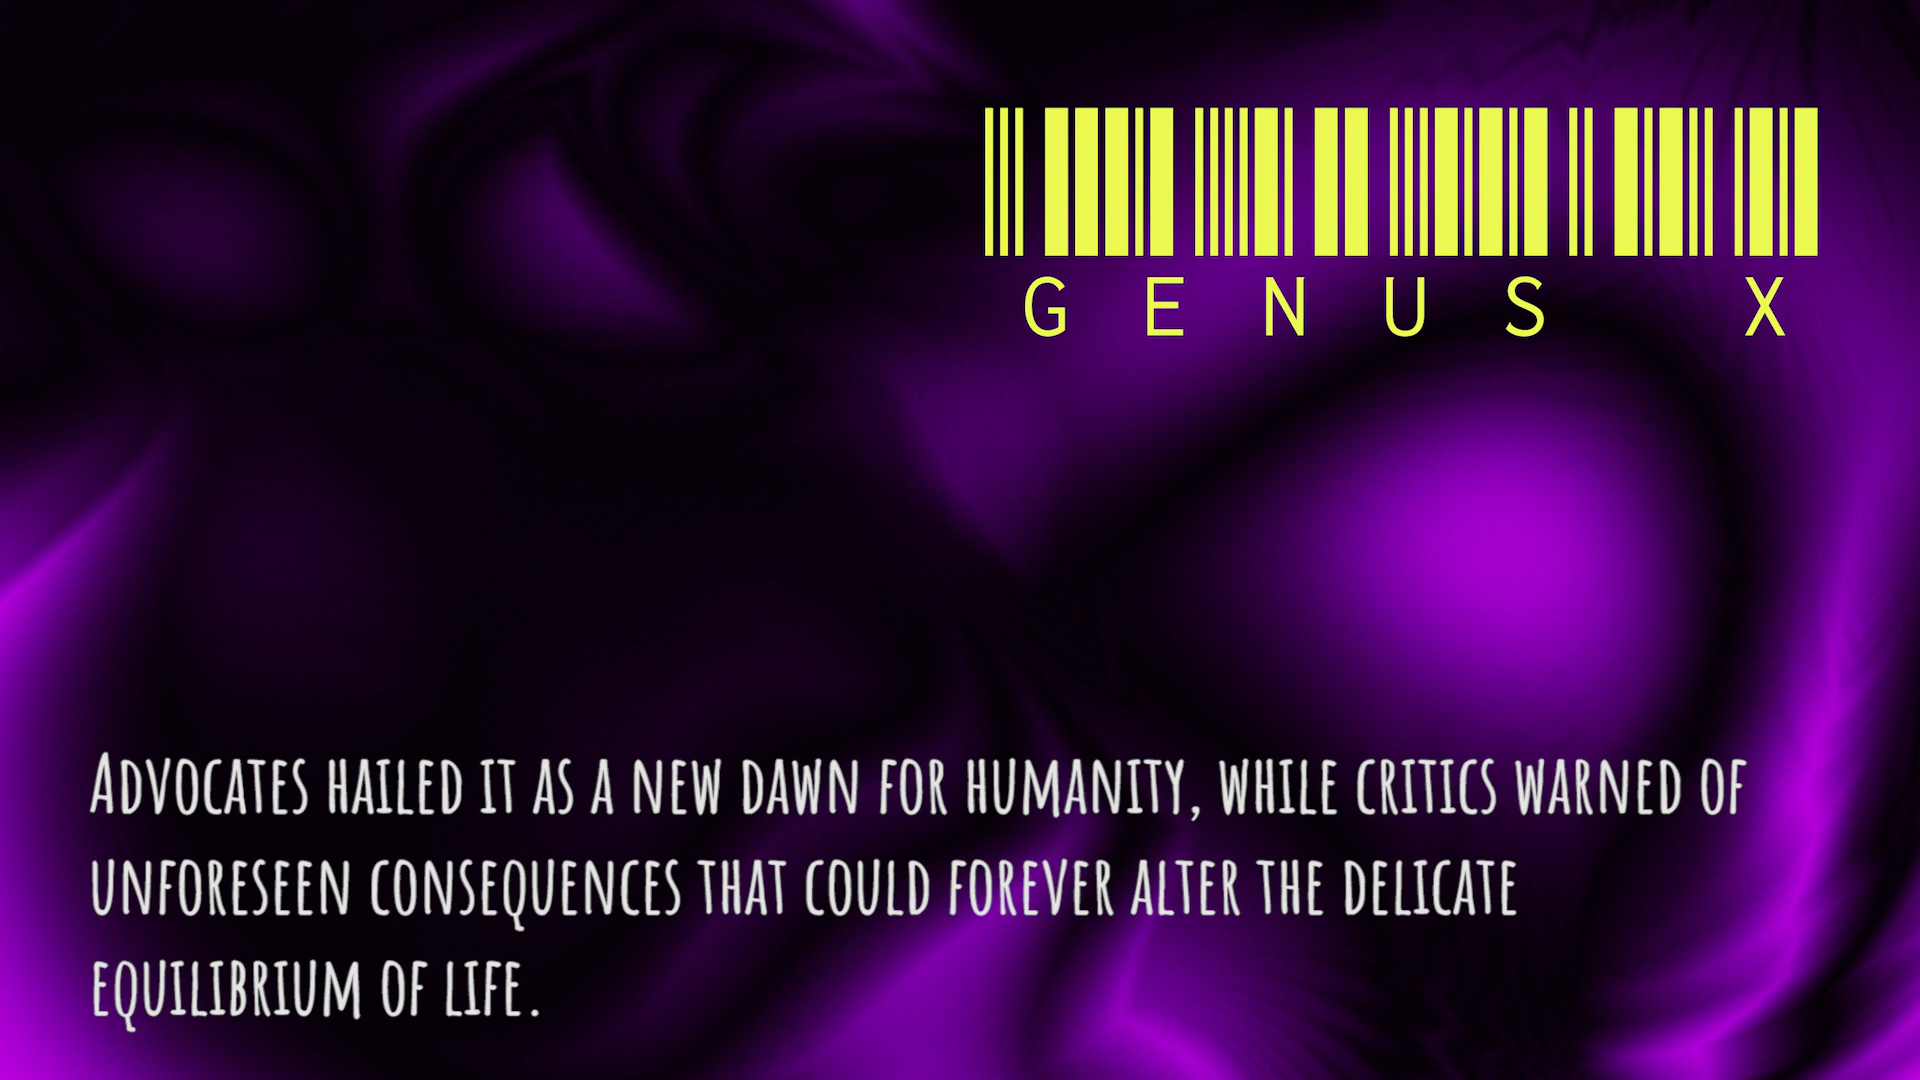 GENUS X
Advocates hailed it as a new dawn for humanity, while critics warned of
unforeseen consequences that could forever alter the delicate
equilibrium of life.